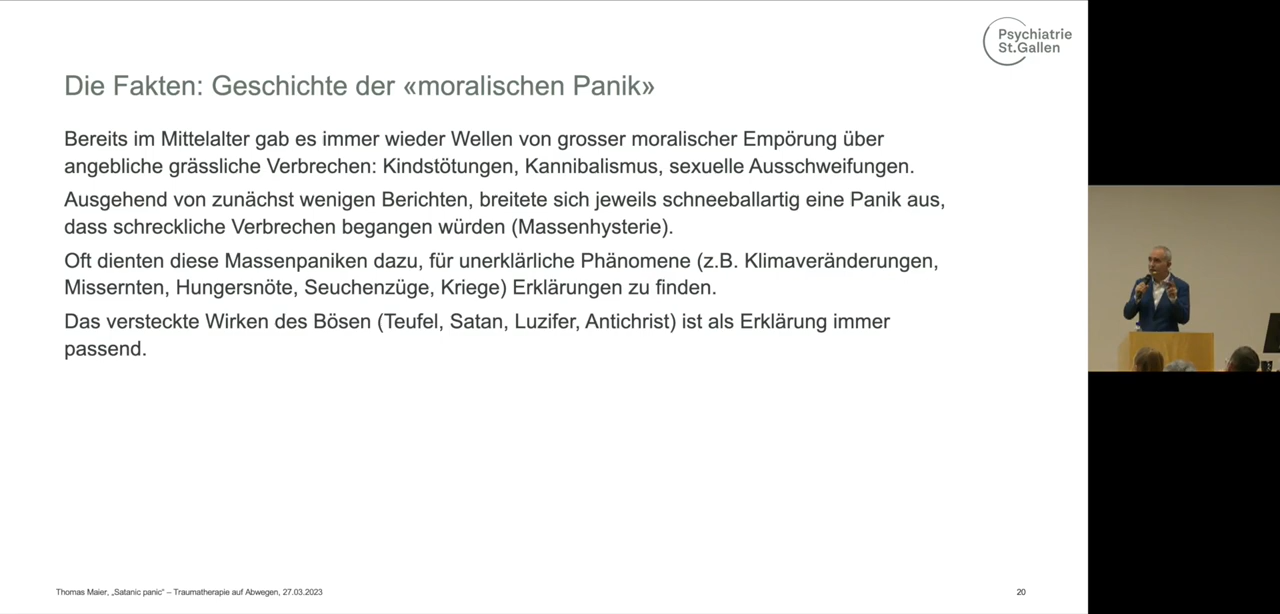 Psychiatrie
St.Gallen
Die Fakten: Geschichte der «moralischen Panik»
Bereits im Mittelalter gab es immer wieder Wellen von grosser moralischer Empörung über
angebliche grässliche Verbrechen: Kindstötungen, Kannibalismus, sexuelle Ausschweifungen.
Ausgehend von zunächst wenigen Berichten, breitete sich jeweils schneeballartig eine Panik aus,
dass schreckliche Verbrechen begangen würden (Massenhysterie).
Oft dienten diese Massenpaniken dazu, für unerklärliche Phänomene (z.B. Klimaveränderungen,
Missernten, Hungersnöte, Seuchenzüge, Kriege) Erklärungen zu finden.
Das versteckte Wirken des Bösen (Teufel, Satan, Luzifer, Antichrist) ist als Erklärung immer
passend.
Thomas Maier, „Satanic panic“ – Traumatherapie auf Abwegen, 27.03.2023
20